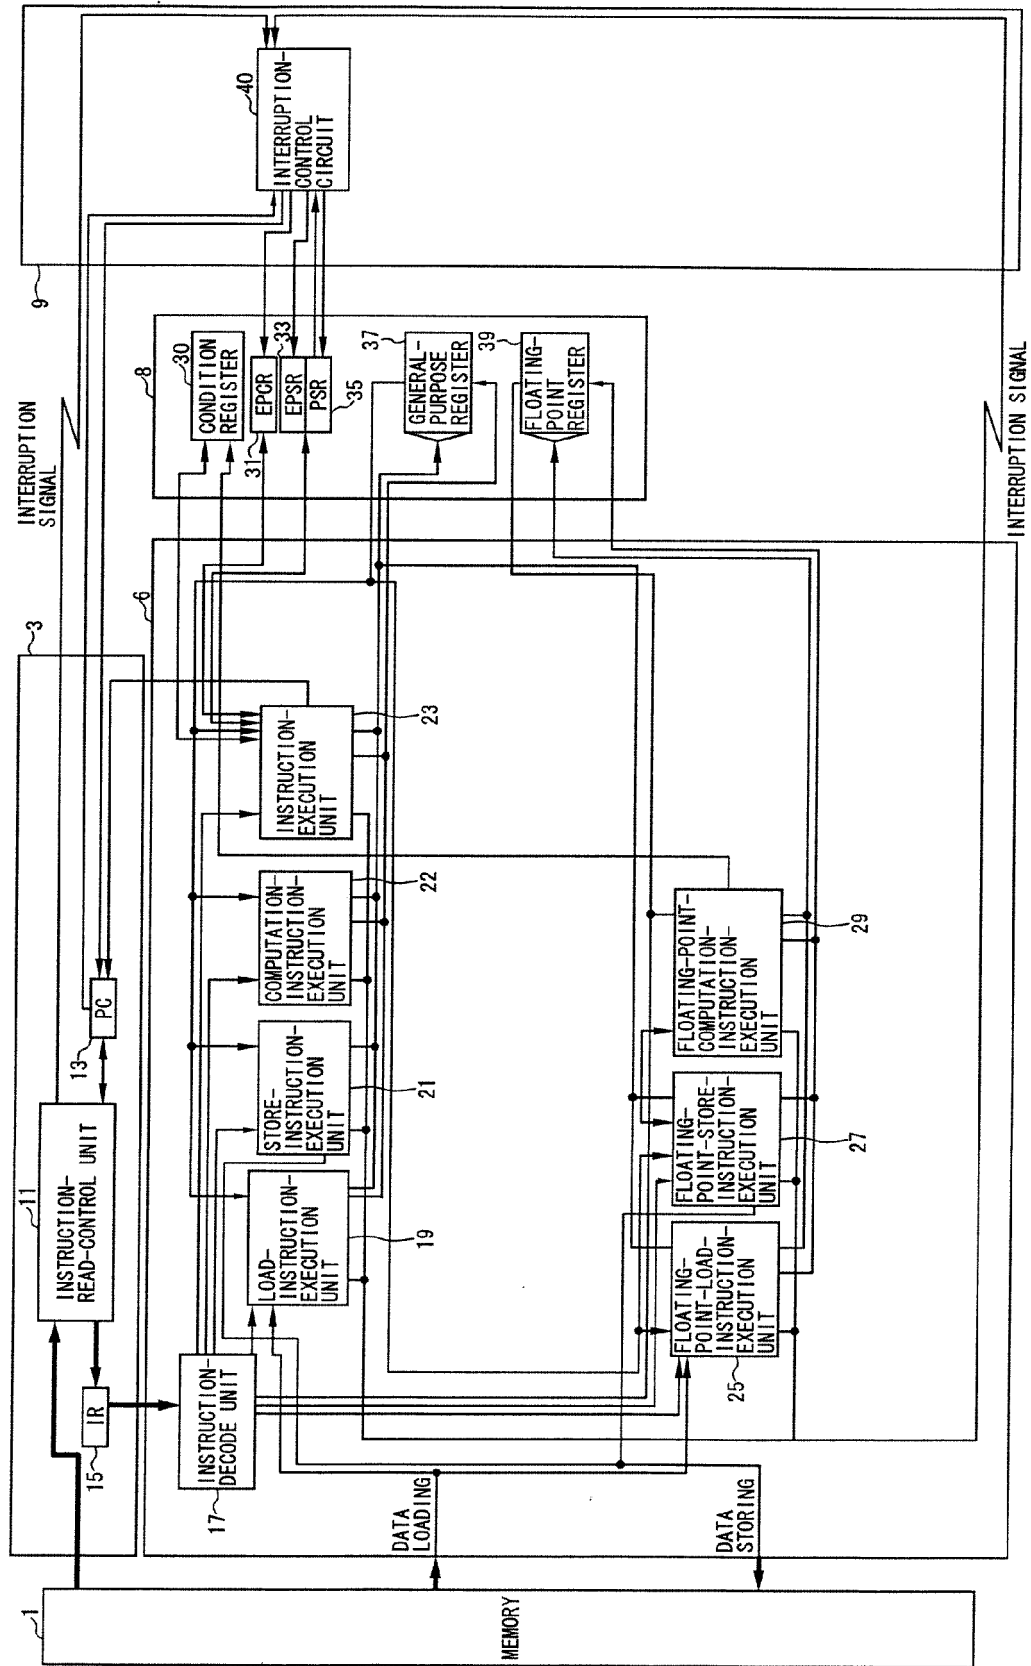 1
MEMORY
3
11
INSTRUCTION-
READ-CONTROL UNIT
13
PC
15
IR
INTERRUPTION
SIGNAL
6
17
INSTRUCTION-
DECODE UNIT
LOAD-
INSTRUCTION-
EXECUTION
UNIT
19
STORE-
INSTRUCTION-
EXECUTION
UNIT
21
COMPUTATION-
INSTRUCTION-
EXECUTION
UNIT
22
INSTRUCTION-
EXECUTION
UNIT
23
DATA
LOADING
DATA
STORING
FLOATING-
POINT-LOAD-
INSTRUCTION-
EXECUTION
UNIT
25
FLOATING-
POINT-STORE-
INSTRUCTION-
EXECUTION
UNIT
27
FLOATING-POINT-
COMPUTATION-
INSTRUCTION-
EXECUTION
UNIT
29
8
30
CONDITION
REGISTER
31
EPCR
33
EPSR
PSR
35
37
GENERAL-
PURPOSE
REGISTER
39
FLOATING-
POINT
REGISTER
9
40
INTERRUPTION-
CONTROL
CIRCUIT
INTERRUPTION SIGNAL